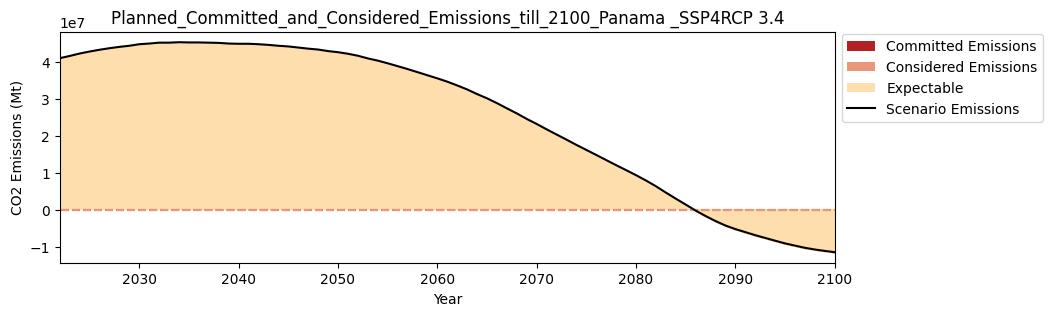 Planned_Committed_and_Considered_Emissions_till_2100_Panama _SSP4RCP 3.4
1e7
4
3
2
1
0
−1
CO2 Emissions (Mt)
2030 2040 2050 2060 2070 2080 2090 2100
Year
Committed Emissions
Considered Emissions
Expectable
Scenario Emissions